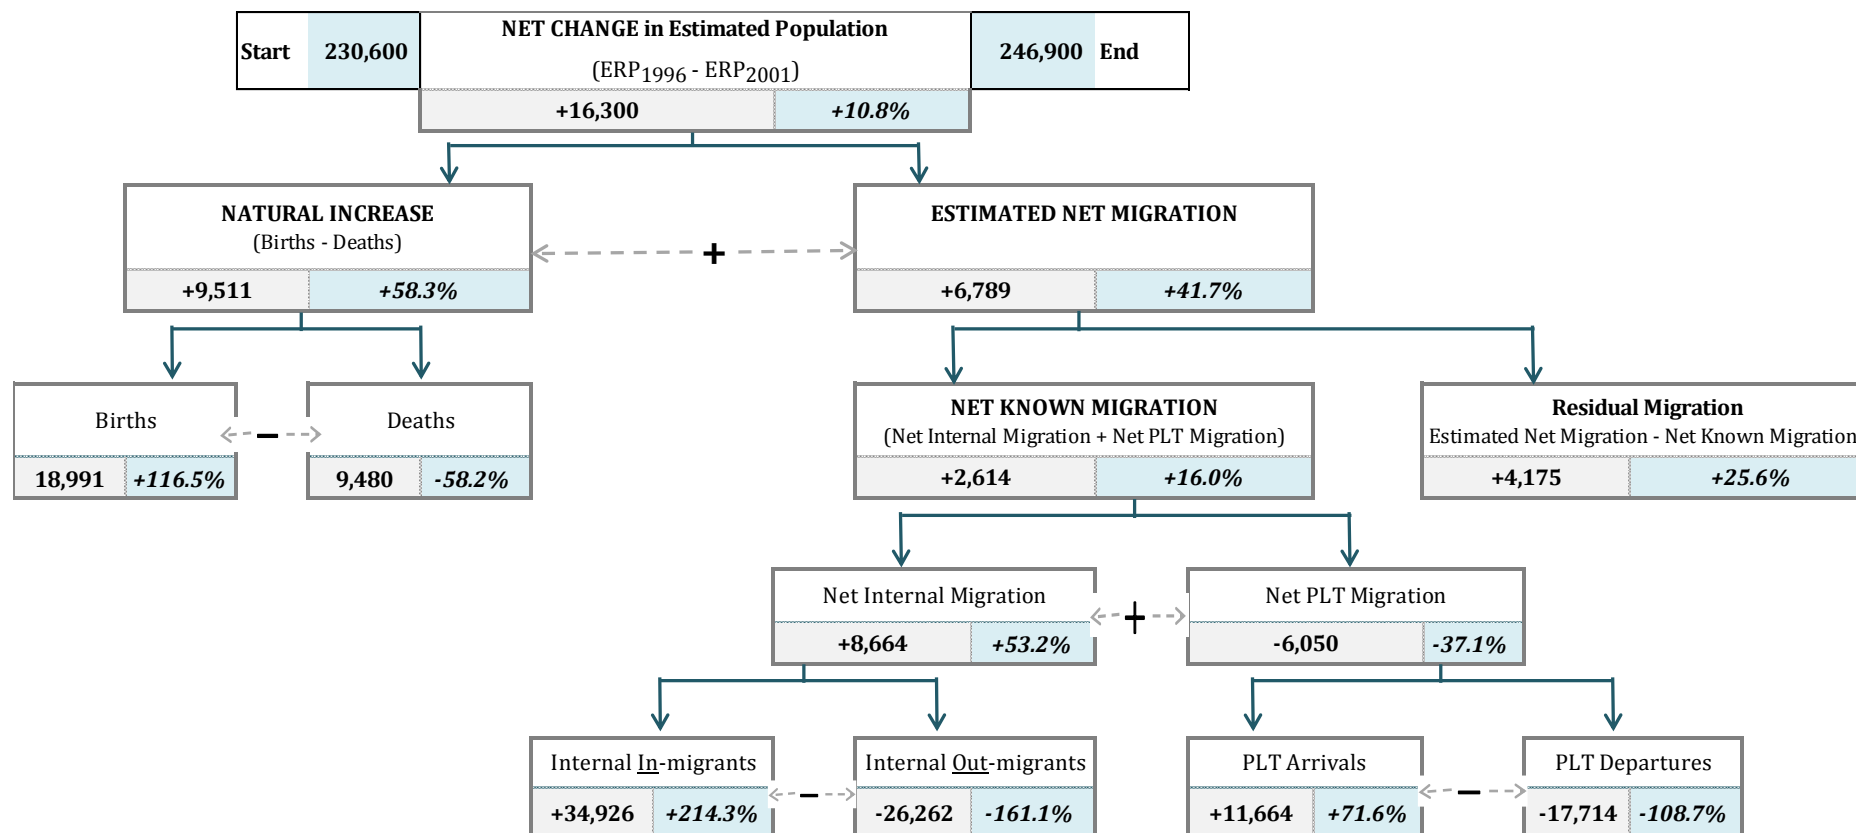 NET CHANGE in Estimated Population
Start 230,600 (ERP1996 - ERP2001) 246,900 End
+16,300 +10.8%
NATURAL INCREASE
(Births - Deaths)
+9,511 +58.3%
+
ESTIMATED NET MIGRATION
+6,789 +41.7%
Births
18,991 +116.5%
–
Deaths
9,480 -58.2%
NET KNOWN MIGRATION
(Net Internal Migration + Net PLT Migration)
+2,614 +16.0%
Residual Migration
Estimated Net Migration - Net Known Migration
+4,175 +25.6%
Net Internal Migration
+8,664 +53.2%
+
Net PLT Migration
-6,050 -37.1%
Internal In-migrants
+34,926 +214.3%
–
Internal Out-migrants
-26,262 -161.1%
PLT Arrivals
+11,664 +71.6%
–
PLT Departures
-17,714 -108.7%